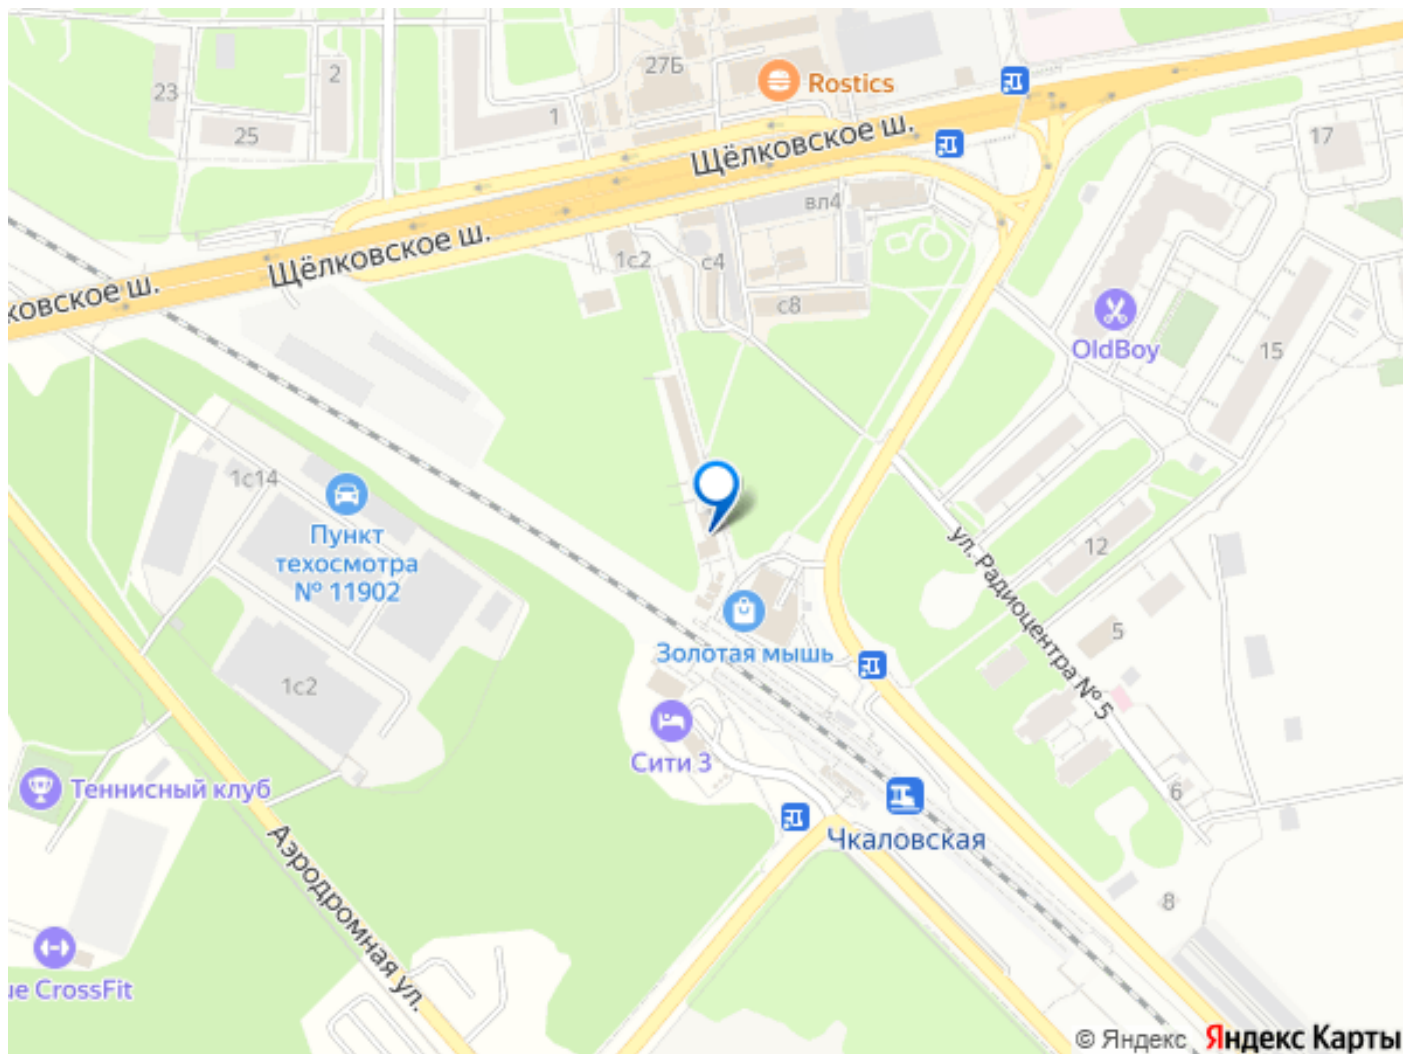 27Б
Rostics
23
2
25
1
Щёлковское ш.
17
вл4
Щёлковское ш.
1с2
с4
ковское ш.
с8
OldBoy
15
1с14
Пункт
техосмотра
№ 11902
ул. Радиоцентра № 5
12
5
Золотая мышь
1с2
Сити 3
Теннисный клуб
6
Чкаловская
Аэродромная ул.
8
ue CrossFit
© Яндекс Яндекс Карты